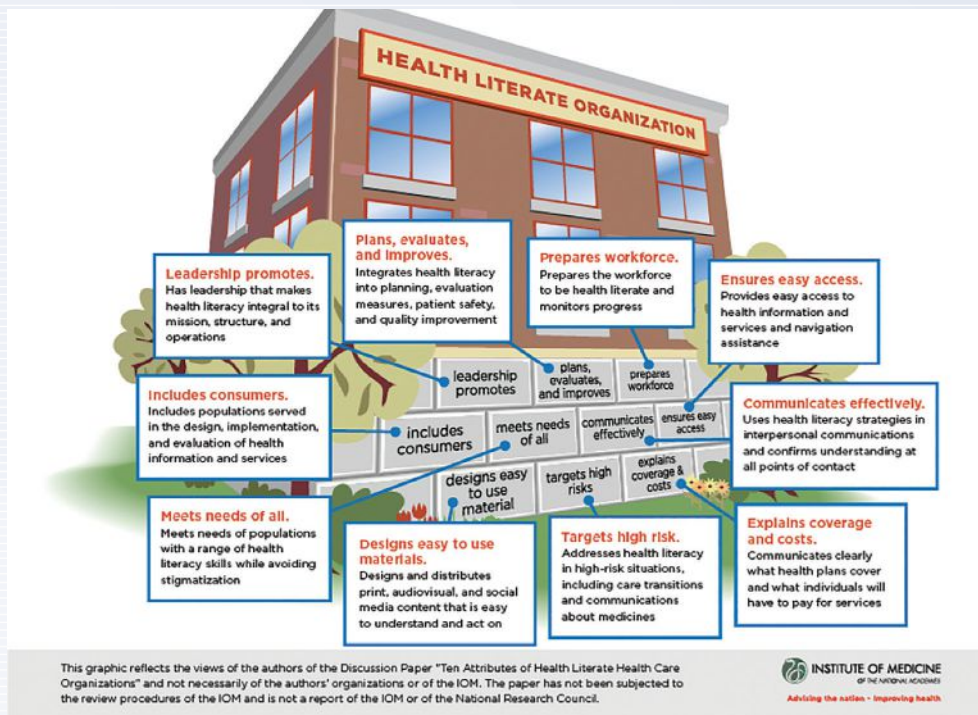 HEALTH LITERATE ORGANIZATION
Plans, evaluates,
and improves.
Integrates health literacy
into planning, evaluation
measures, patient safety,
and quality improvement
Prepares workforce.
Prepares the workforce
to be health literate and
monitors progress
Leadership promotes.
Has leadership that makes
health literacy integral to its
mission, structure, and
operations
Ensures easy access.
Provides easy access to
health information and
services and navigation
assistance
leadership
promotes
plans,
evaluates,
and improves
prepares
workforce
Includes consumers.
Includes populations served
in the design, implementation,
and evaluation of health
information and services
includes
consumers
meets needs
of all
communicates
effectively
ensures easy
access
Communicates effectively.
Uses health literacy strategies in
interpersonal communications
and confirms understanding at
all points of contact
designs easy
to use
material
targets high
risks
explains
coverage &
costs
Meets needs of all.
Meets needs of populations
with a range of health
literacy skills while avoiding
stigmatization
Designs easy to use
materials.
Designs and distributes
print, audiovisual, and social
media content that is easy
to understand and act on
Targets high risk.
Addresses health literacy
in high-risk situations,
including care transitions
and communications
about medicines
Explains coverage
and costs.
Communicates clearly
what health plans cover
and what individuals will
have to pay for services
This graphic reflects the views of the authors of the Discussion Paper "Ten Attributes of Health Literate Health Care
Organizations" and not necessarily of the authors' organizations or of the IOM. The paper has not been subjected to
the review procedures of the IOM and is not a report of the IOM or of the National Research Council.
INSTITUTE OF MEDICINE
OF THE NATIONAL ACADEMIES
Advising the nation • Improving health